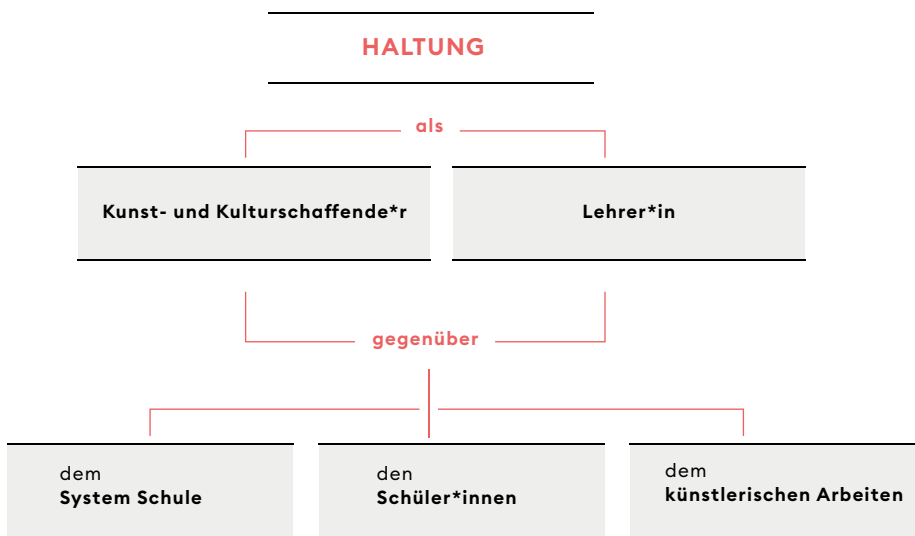 HALTUNG
als
Kunst- und Kulturschaffende*r
Lehrer*in
gegenüber
dem
System Schule
den
Schüler*innen
dem
künstlerischen Arbeiten